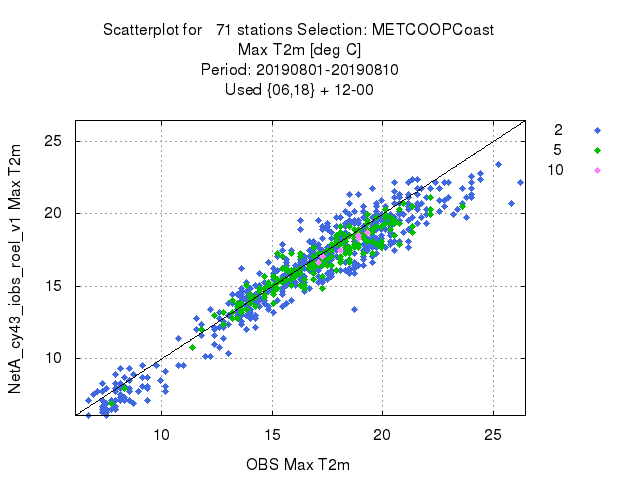 Scatterplot for 71 stations Selection: METCOOPCoast
Max T2m [deg C]
Period: 20190801-20190810
Used {06,18} + 12-00
NetA_cy43_iobs_roel_v1 Max T2m
25
20
15
10
10 15 20 25
OBS Max T2m
2
5
10